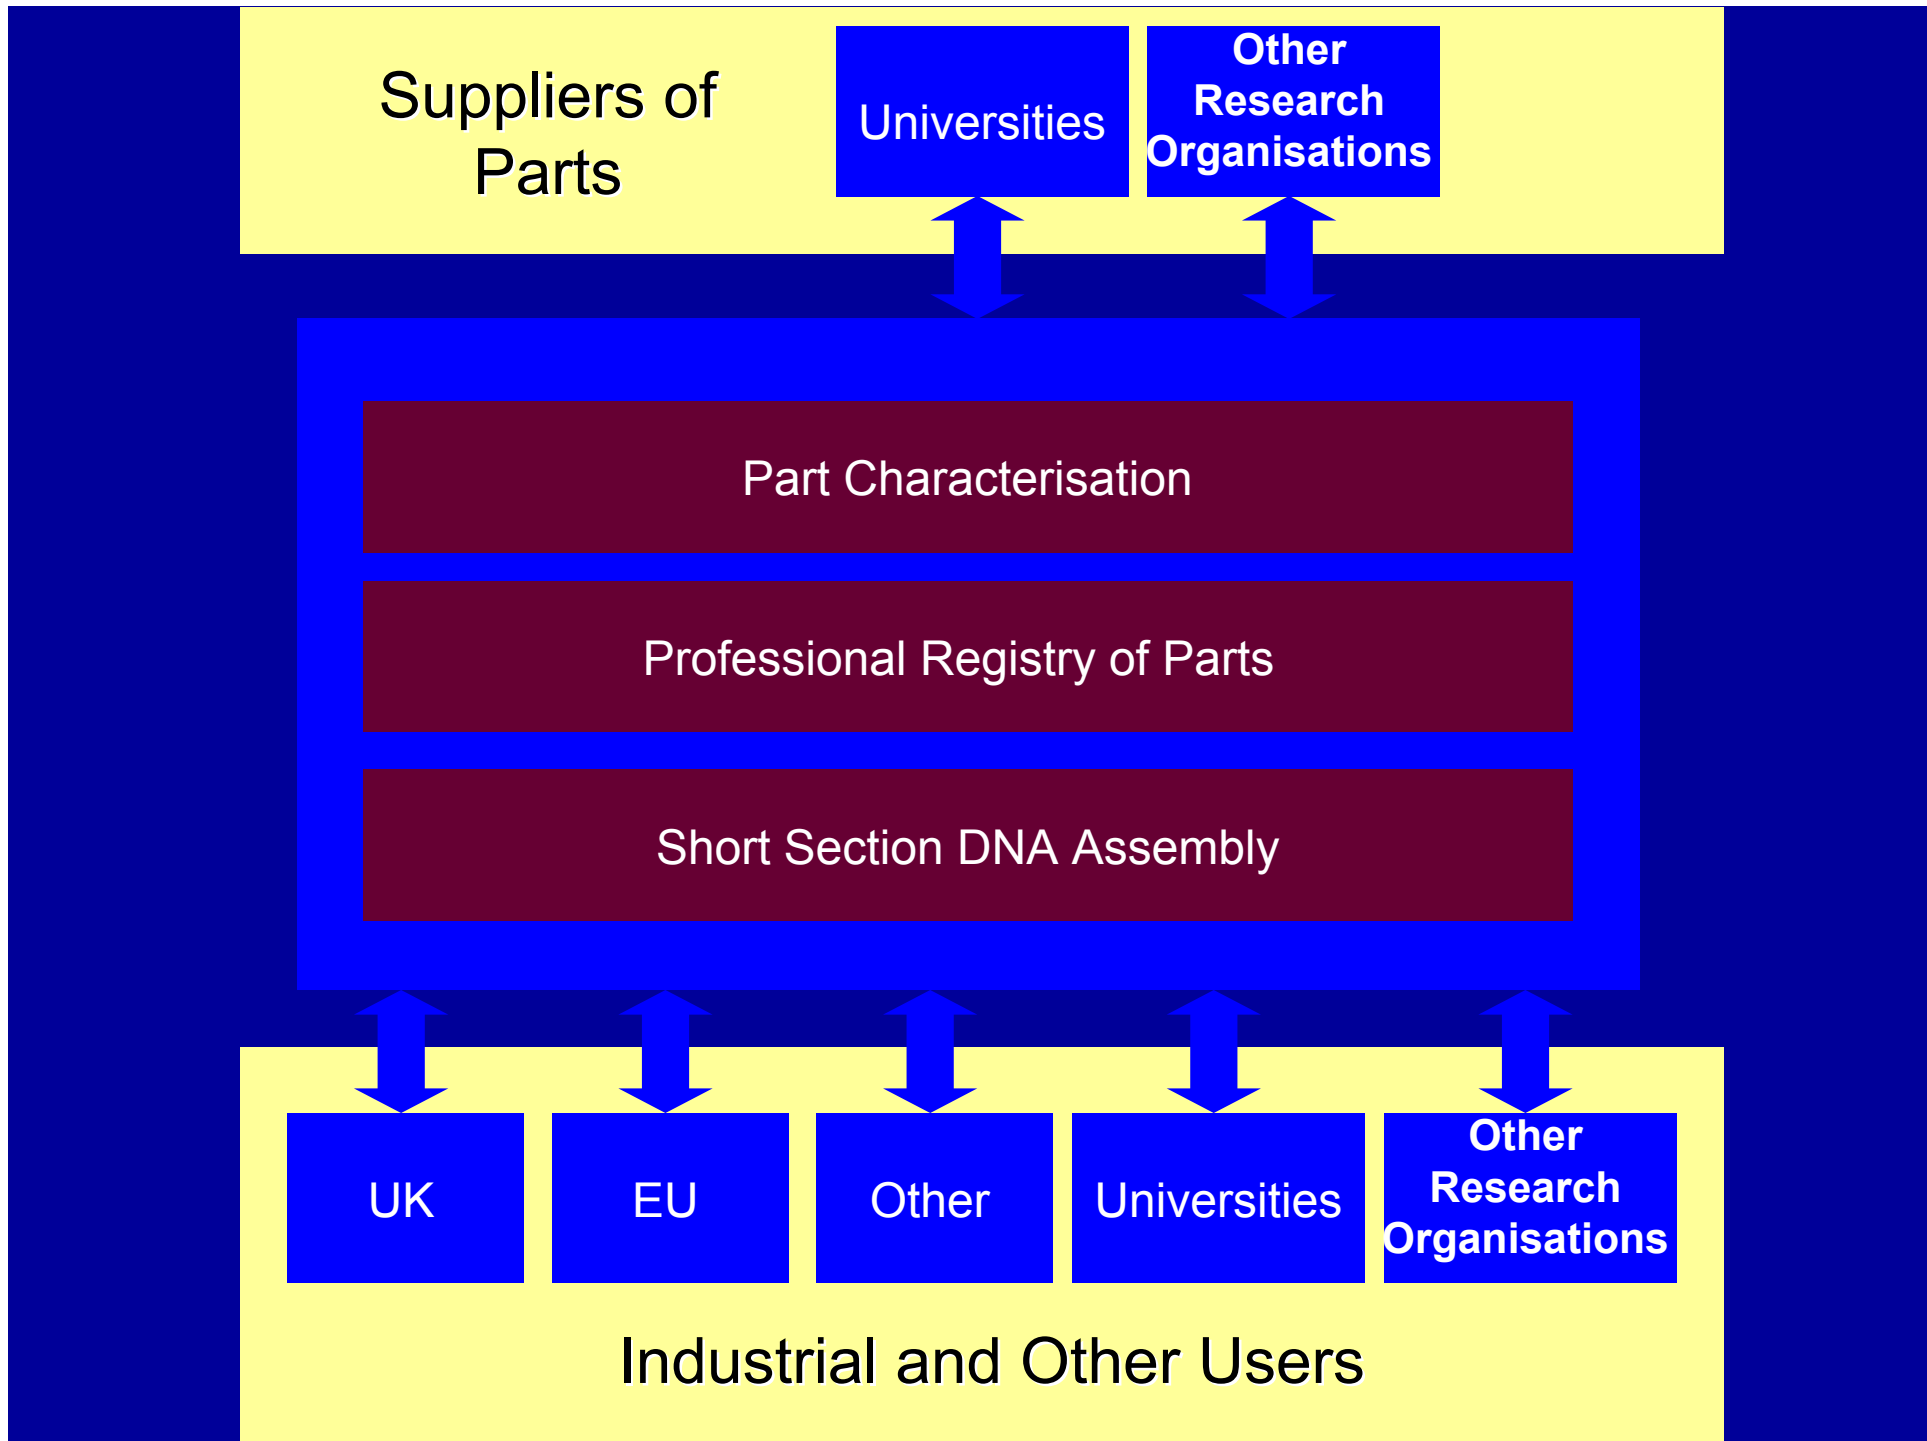 Suppliers of
Parts
Universities
Other
Research
Organisations
Part Characterisation
Professional Registry of Parts
Short Section DNA Assembly
UK
EU
Other
Universities
Other
Research
Organisations
Industrial and Other Users